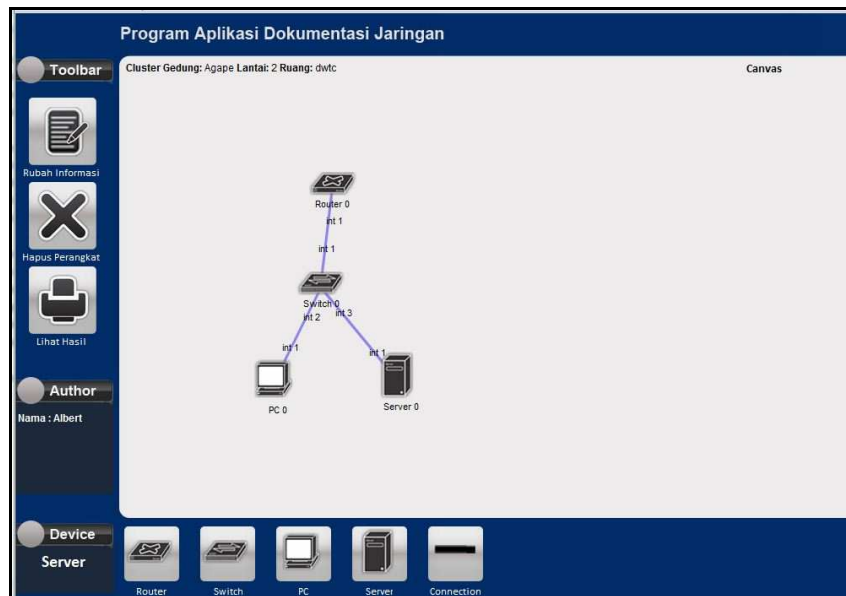 Program Aplikasi Dokumentasi Jaringan
Toolbar
Cluster Gedung: Agape Lantai: 2 Ruang: dwtc
Canvas
Rubah Informasi
Hapus Perangkat
Lihat Hasil
Router 0
int 1
int 1
Switch 0
int 2
int 3
int 1
int 1
PC 0
Server 0
Author
Nama : Albert
Device
Server
Router
Switch
PC
Server
Connection